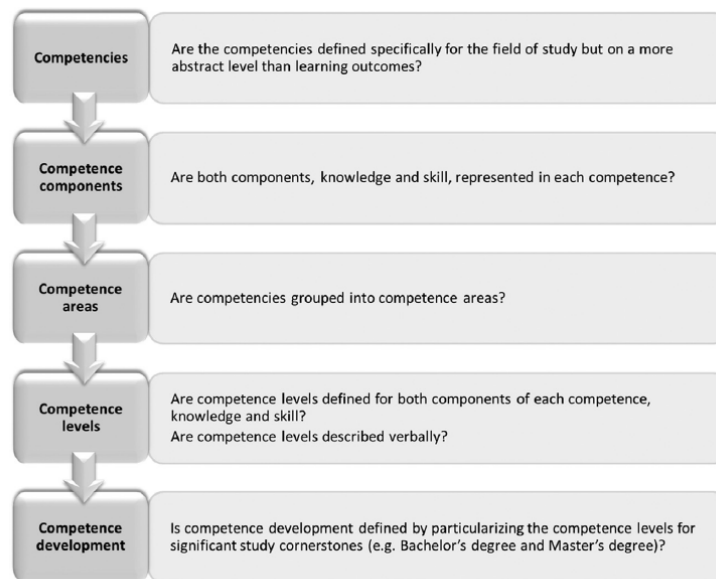 Competencies
Are the competencies defined specifically for the field of study but on a more
abstract level than learning outcomes?
Competence
components
Are both components, knowledge and skill, represented in each competence?
Competence
areas
Are competencies grouped into competence areas?
Competence
levels
Are competence levels defined for both components of each competence,
knowledge and skill?
Are competence levels described verbally?
Competence
development
Is competence development defined by particularizing the competence levels for
significant study cornerstones (e.g. Bachelor's degree and Master's degree)?